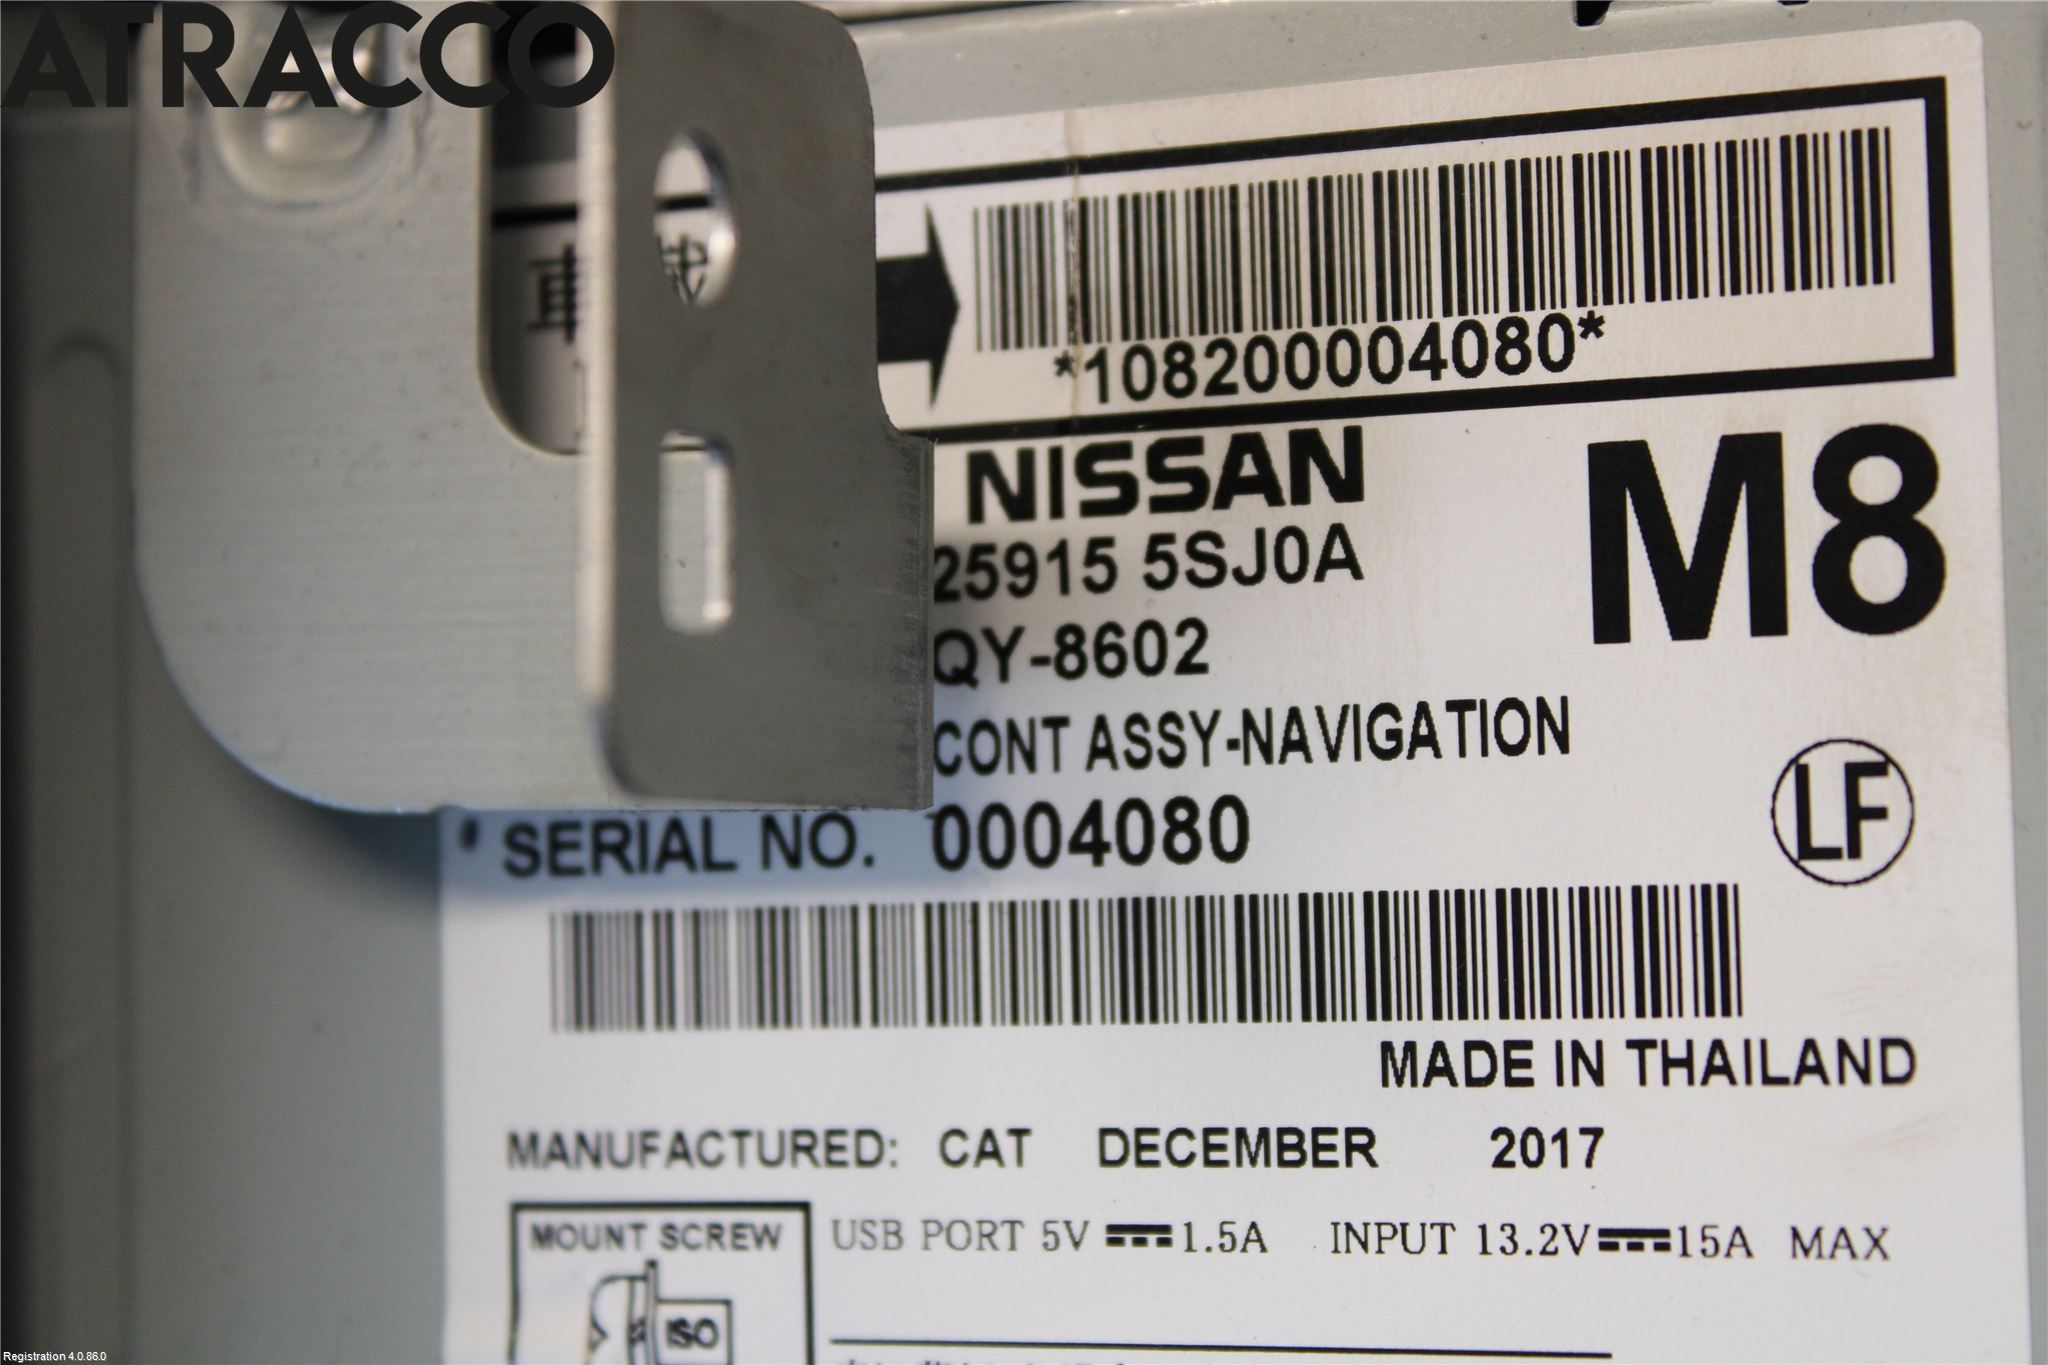 ATRACCO
車載
*108200004080*
NISSAN
M8
25915 5SJ0A
QY-8602
CONT ASSY-NAVIGATION
LF
SERIAL NO. 0004080
MADE IN THAILAND
MANUFACTURED: CAT DECEMBER 2017
MOUNT SCREW
USB PORT 5V 1.5A INPUT 13.2V 15A MAX
ISO
Registration 4.0.86.0